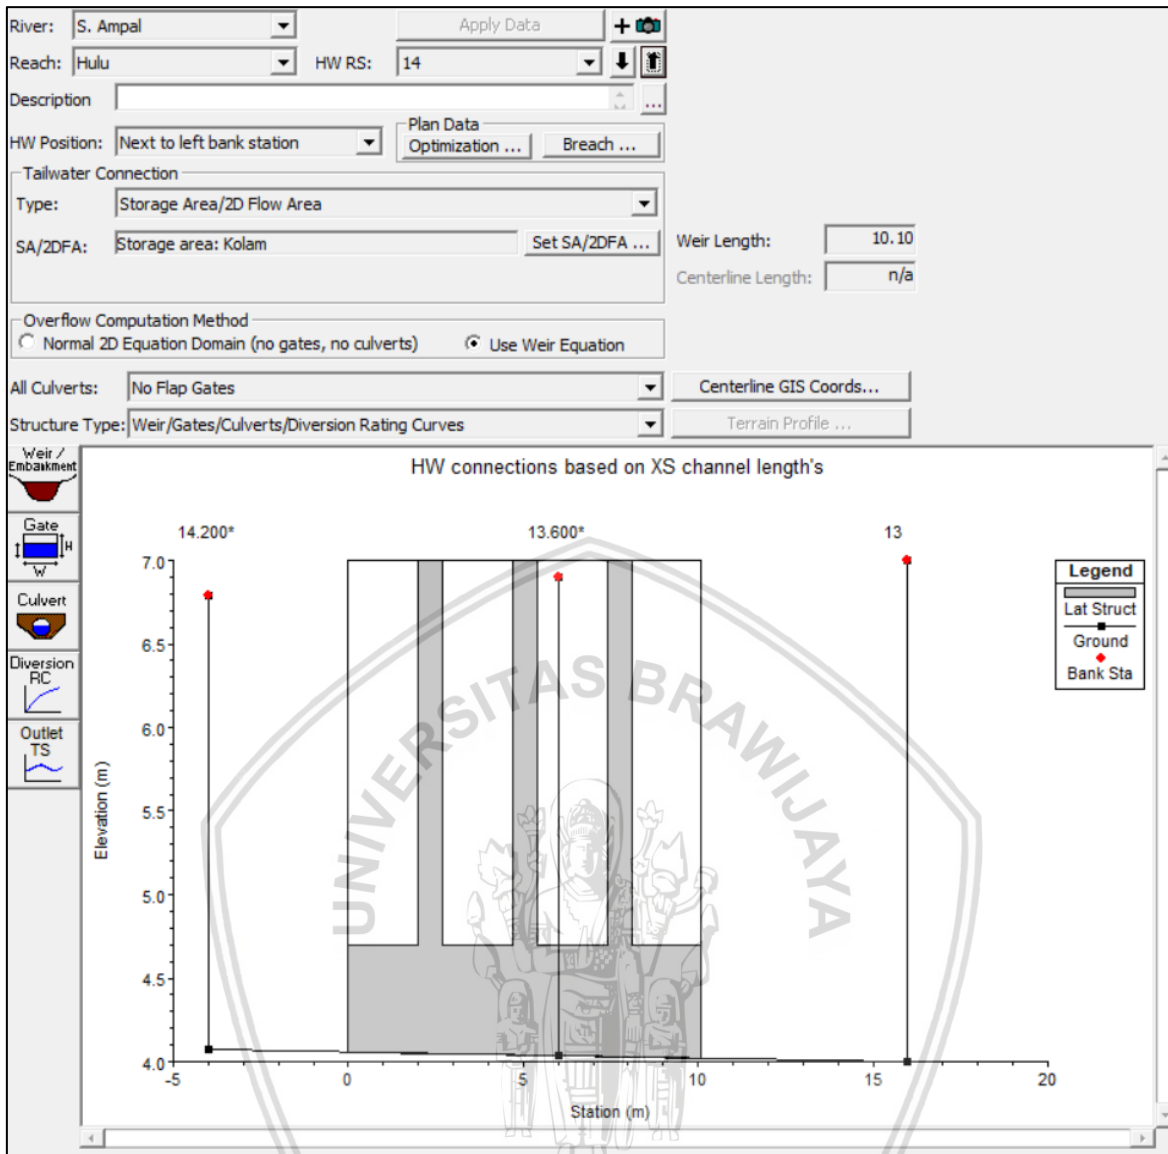 River: S. Ampal Apply Data +
Reach: Hulu HW RS: 14
Description ...
HW Position: Next to left bank station Plan Data Optimization ... Breach ...
Tailwater Connection
Type: Storage Area/2D Flow Area
SA/2DFA: Storage area: Kolam Set SA/2DFA ... Weir Length: 10.10
Centerline Length: n/a
Overflow Computation Method
Normal 2D Equation Domain (no gates, no culverts) Use Weir Equation
All Culverts: No Flap Gates Centerline GIS Coords...
Structure Type: Weir/Gates/Culverts/Diversion Rating Curves Terrain Profile ...
Weir / Embankment
Gate
H
W
Culvert
Diversion RC
Outlet TS
HW connections based on XS channel length's
14.200* 13.600* 13
7.0
6.5
6.0
5.5
5.0
4.5
4.0
Elevation (m)
-5 0 5 10 15 20
Station (m)
Legend
Lat Struct
Ground
Bank Sta
UNIVERSITAS BRAWIJAYA